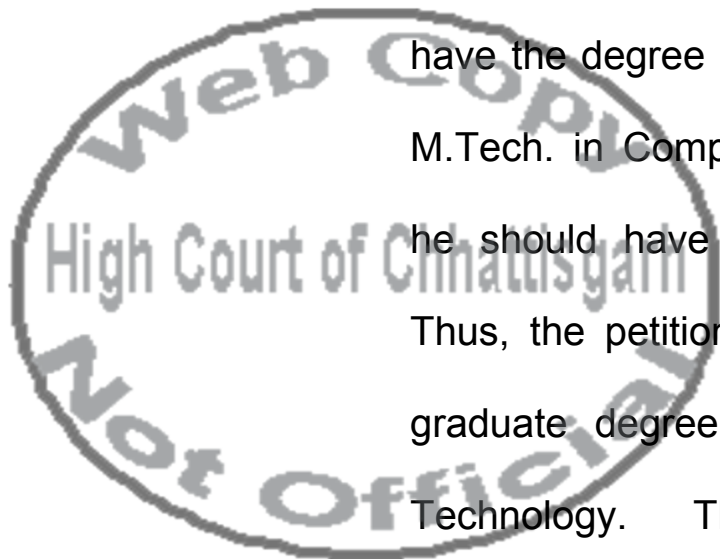 have the degree
Web Copy
M.Tech. in Comp
he should have
High Court of Chhattisgarh
Thus, the petition
graduate degree
Not Official
Technology. Th